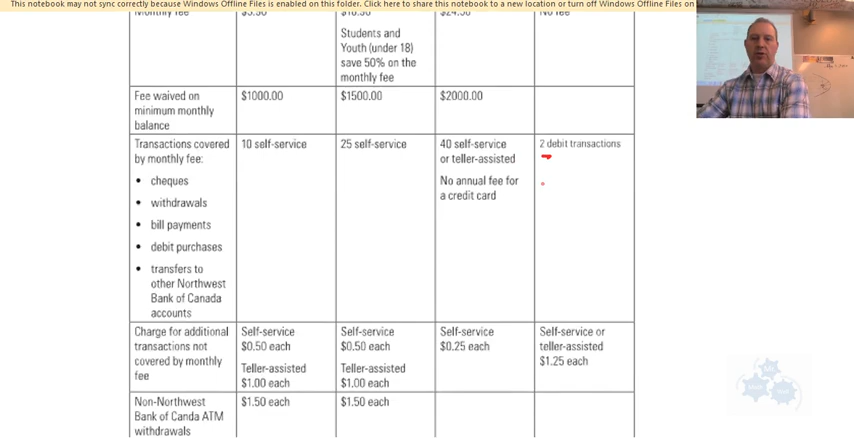 This notebook may not sync correctly because Windows Offline Files is enabled on this folder. Click here to share this notebook to a new location or turn off Windows Offline Files on
Monthly fee
$24.50
No fee
Students and
Youth (under 18)
save 50% on the
monthly fee
Fee waived on
minimum monthly
balance
$1000.00
$1500.00
$2000.00
Transactions covered
by monthly fee:
• cheques
• withdrawals
• bill payments
• debit purchases
• transfers to
other Northwest
Bank of Canada
accounts
10 self-service
25 self-service
40 self-service
or teller-assisted
No annual fee for
a credit card
2 debit transactions
Charge for additional
transactions not
covered by monthly
fee
Self-service
$0.50 each
Teller-assisted
$1.00 each
Self-service
$0.50 each
Teller-assisted
$1.00 each
Self-service
$0.25 each
Self-service or
teller-assisted
$1.25 each
Non-Northwest
Bank of Canda ATM
withdrawals
$1.50 each
$1.50 each